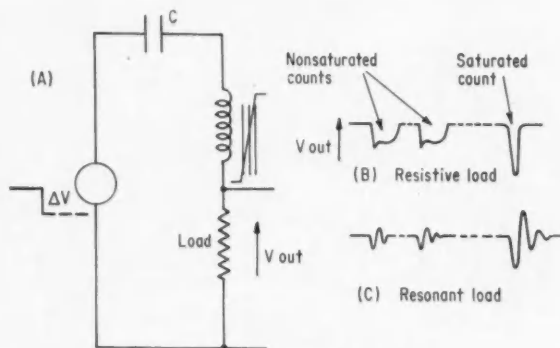 C
(A)
ΔV
Load
V out
Nonsaturated
counts
Saturated
count
V out
(B) Resistive load
(C) Resonant load